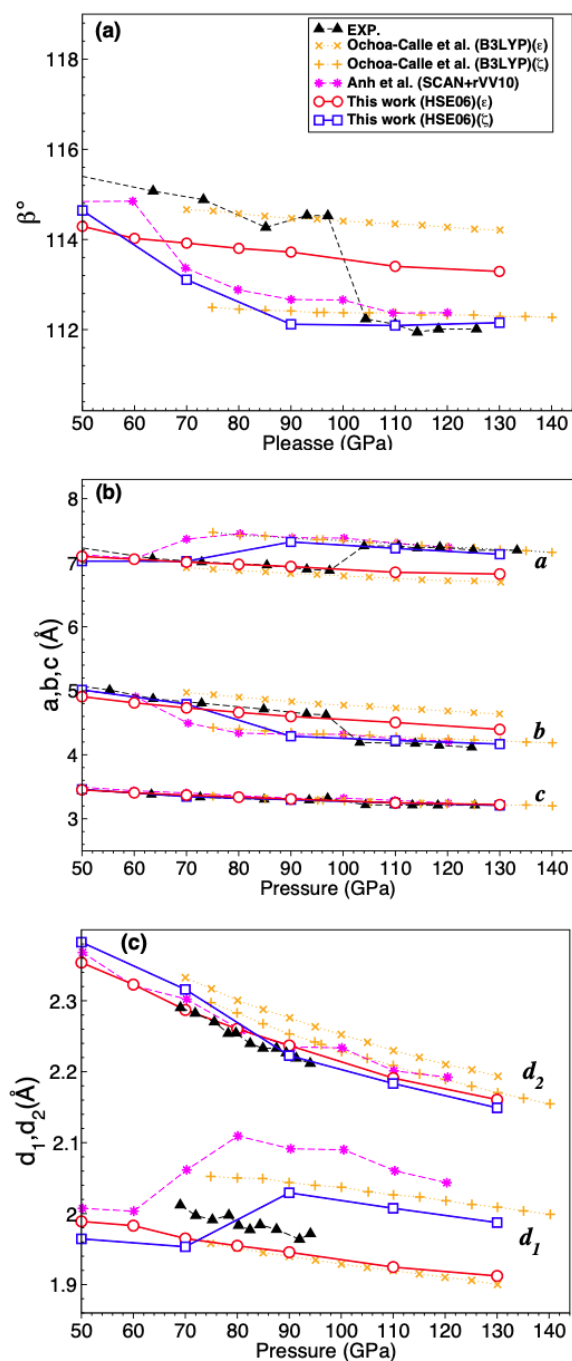 (a)
EXP.
Ochoa-Calle et al. (B3LYP)(ε)
Ochoa-Calle et al. (B3LYP)(ζ)
Anh et al. (SCAN+rVV10)
This work (HSE06)(ε)
This work (HSE06)(ζ)
118
116
114
112
β°
50 60 70 80 90 100 110 120 130 140
Pleasse (GPa)
(b)
8
7
6
5
4
3
a,b,c (Å)
a
b
c
50 60 70 80 90 100 110 120 130 140
Pressure (GPa)
(c)
2.3
2.2
2.1
2
1.9
d₁,d₂(Å)
d₂
d₁
50 60 70 80 90 100 110 120 130 140
Pressure (GPa)